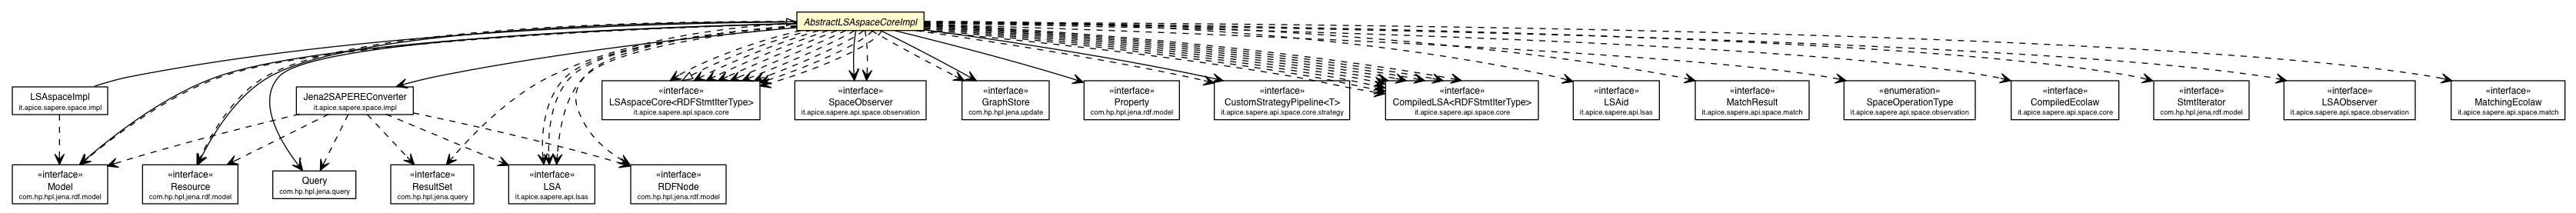 AbstractLSAspaceCoreImpl
LSAspaceImpl
it.apice.sapere.space.impl
Jena2SAPEREConverter
it.apice.sapere.space.impl
«interface»
LSAspaceCore<RDFStmtIterType>
it.apice.sapere.api.space.core
«interface»
SpaceObserver
it.apice.sapere.api.space.observation
«interface»
GraphStore
com.hp.hpl.jena.update
«interface»
Property
com.hp.hpl.jena.rdf.model
«interface»
CustomStrategyPipeline<T>
it.apice.sapere.api.space.core.strategy
«interface»
CompiledLSA<RDFStmtIterType>
it.apice.sapere.api.space.core
«interface»
LSAid
it.apice.sapere.api.lsas
«interface»
MatchResult
it.apice.sapere.api.space.match
«enumeration»
SpaceOperationType
it.apice.sapere.api.space.observation
«interface»
CompiledEcolaw
it.apice.sapere.api.space.core
«interface»
StmtIterator
com.hp.hpl.jena.rdf.model
«interface»
LSAObserver
it.apice.sapere.api.space.observation
«interface»
MatchingEcolaw
it.apice.sapere.api.space.match
«interface»
Model
com.hp.hpl.jena.rdf.model
«interface»
Resource
com.hp.hpl.jena.rdf.model
Query
com.hp.hpl.jena.query
«interface»
ResultSet
com.hp.hpl.jena.query
«interface»
LSA
it.apice.sapere.api.lsas
«interface»
RDFNode
com.hp.hpl.jena.rdf.model